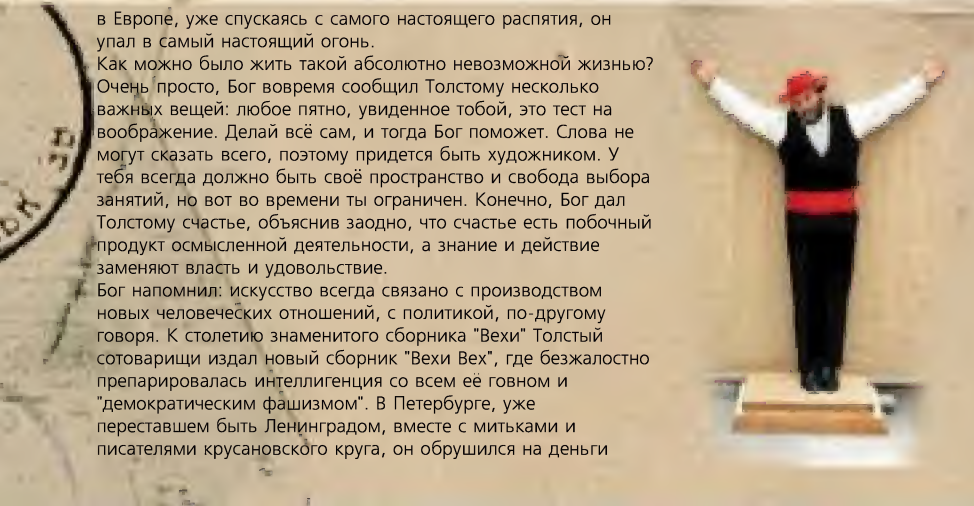 в Европе, уже спускаясь с самого настоящего распятия, он
упал в самый настоящий огонь.
Как можно было жить такой абсолютно невозможной жизнью?
Очень просто, Бог вовремя сообщил Толстому несколько
важных вещей: любое пятно, увиденное тобой, это тест на
воображение. Делай всё сам, и тогда Бог поможет. Слова не
могут сказать всего, поэтому придется быть художником. У
тебя всегда должно быть своё пространство и свобода выбора
занятий, но вот во времени ты ограничен. Конечно, Бог дал
Толстому счастье, объяснив заодно, что счастье есть побочный
продукт осмысленной деятельности, а знание и действие
заменяют власть и удовольствие.
Бог напомнил: искусство всегда связано с производством
новых человеческих отношений, с политикой, по-другому
говоря. К столетию знаменитого сборника "Вехи" Толстый
сотоварищи издал новый сборник "Вехи Вех", где безжалостно
препарировалась интеллигенция со всем её говном и
"демократическим фашизмом". В Петербурге, уже
переставшем быть Ленинградом, вместе с митьками и
писателями крусановского круга, он обрушился на деньги